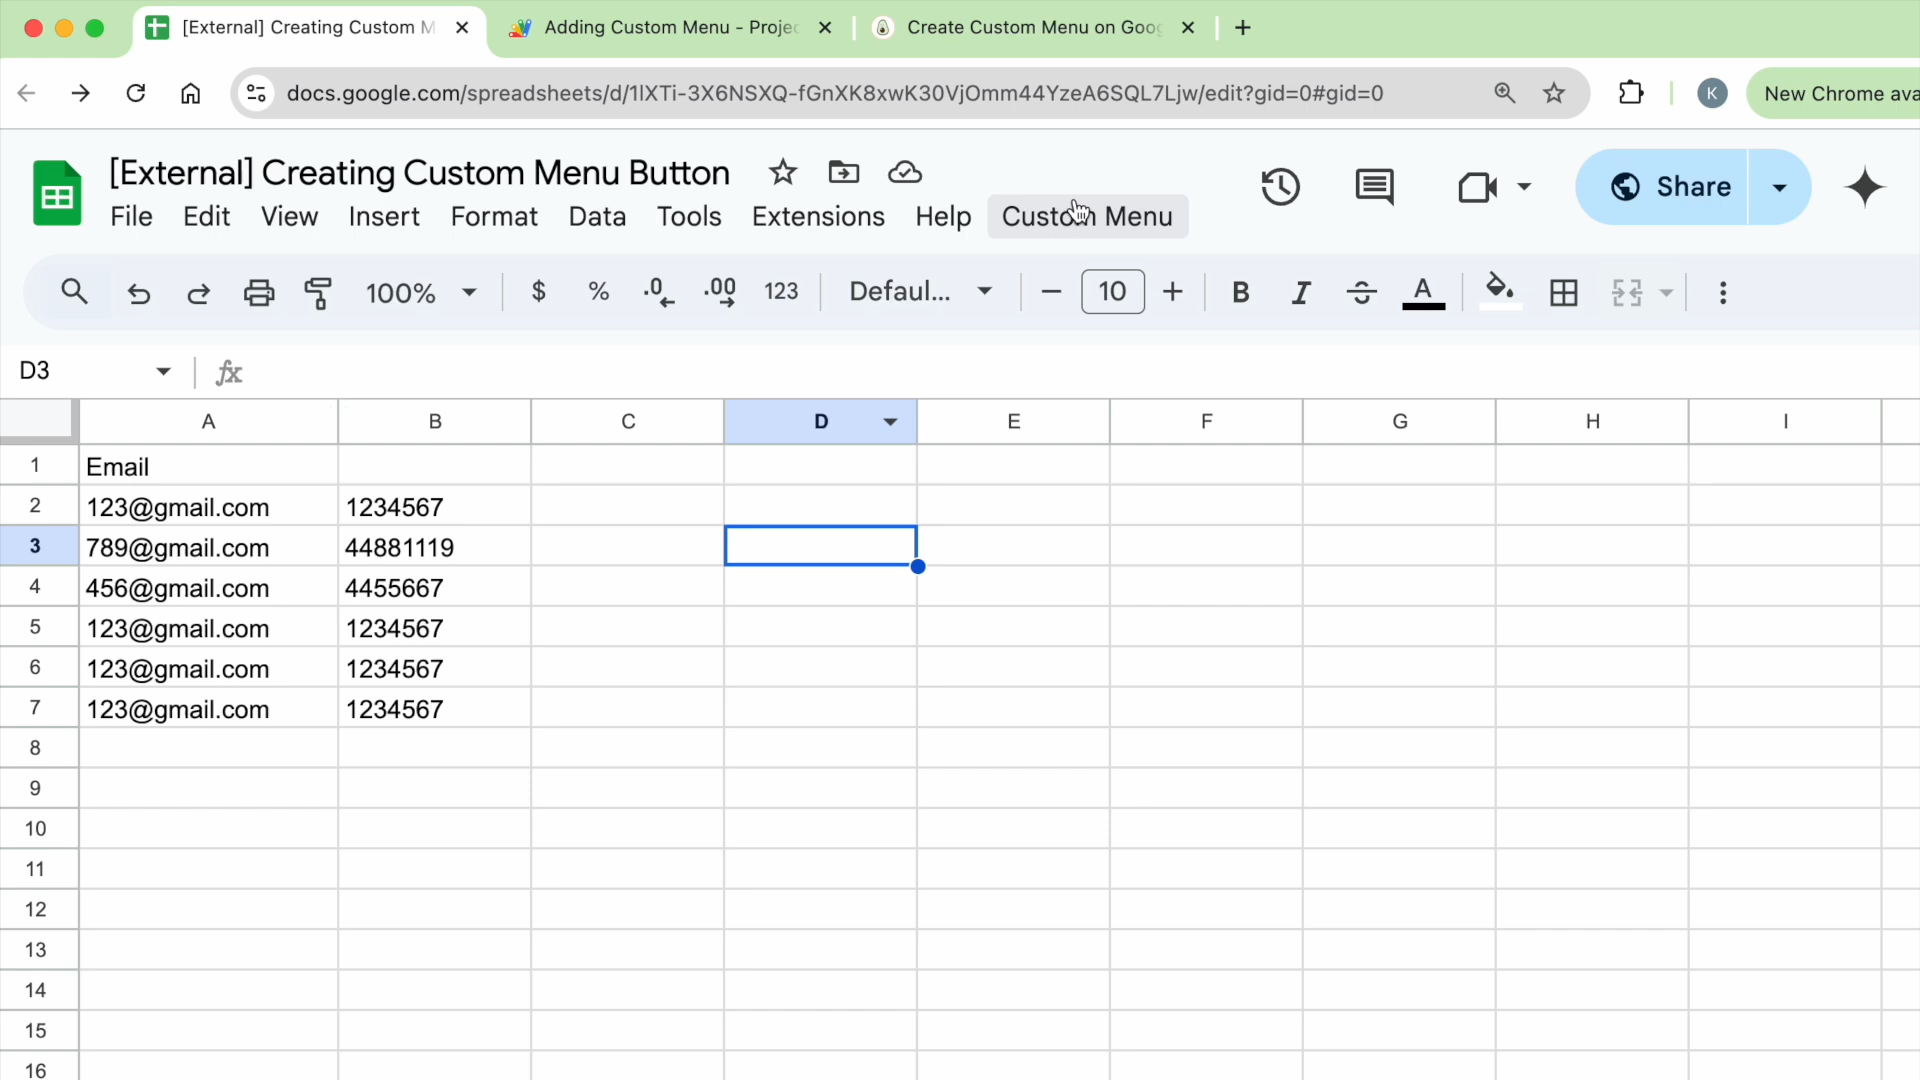 [External] Creating Custom M
Adding Custom Menu - Projec
Create Custom Menu on Goog
docs.google.com/spreadsheets/d/1lXTi-3X6NSXQ-fGnXK8xwK30VjOmm44YzeA6SQL7Ljw/edit?gid=0#gid=0
K
New Chrome ava
[External] Creating Custom Menu Button
Share
File Edit View Insert Format Data Tools Extensions Help Custom Menu
100% $ % .0 .00 123 Defaul... 10 B I A
D3 fx
A B C D E F G H I
1 Email
2 123@gmail.com 1234567
3 789@gmail.com 44881119
4 456@gmail.com 4455667
5 123@gmail.com 1234567
6 123@gmail.com 1234567
7 123@gmail.com 1234567
8
9
10
11
12
13
14
15
16